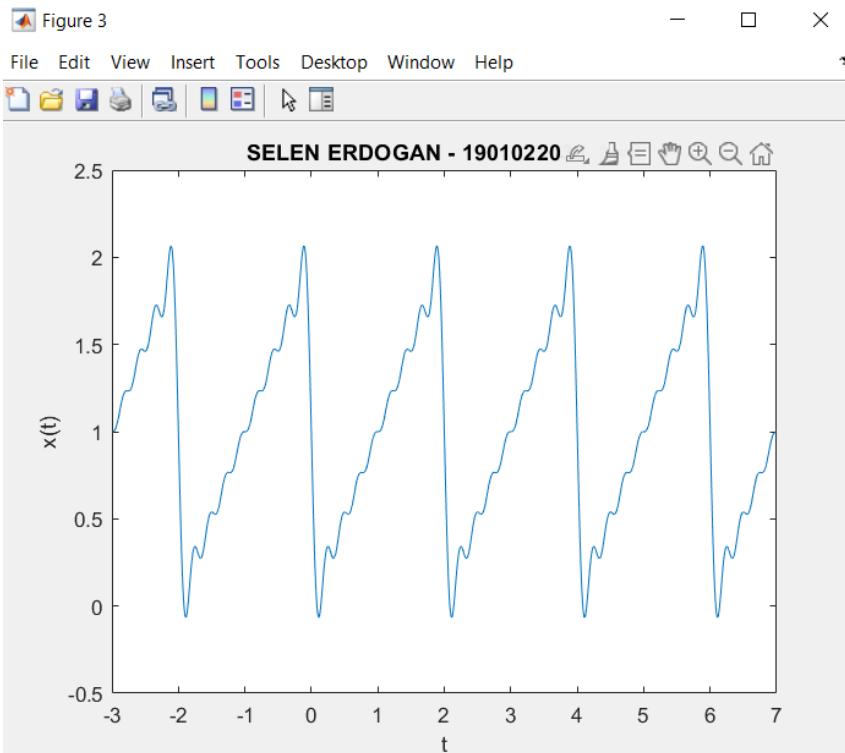 Figure 3
File Edit View Insert Tools Desktop Window Help
SELEN ERDOGAN - 19010220
2.5
2
1.5
1
0.5
0
-0.5
x(t)
-3 -2 -1 0 1 2 3 4 5 6 7
t